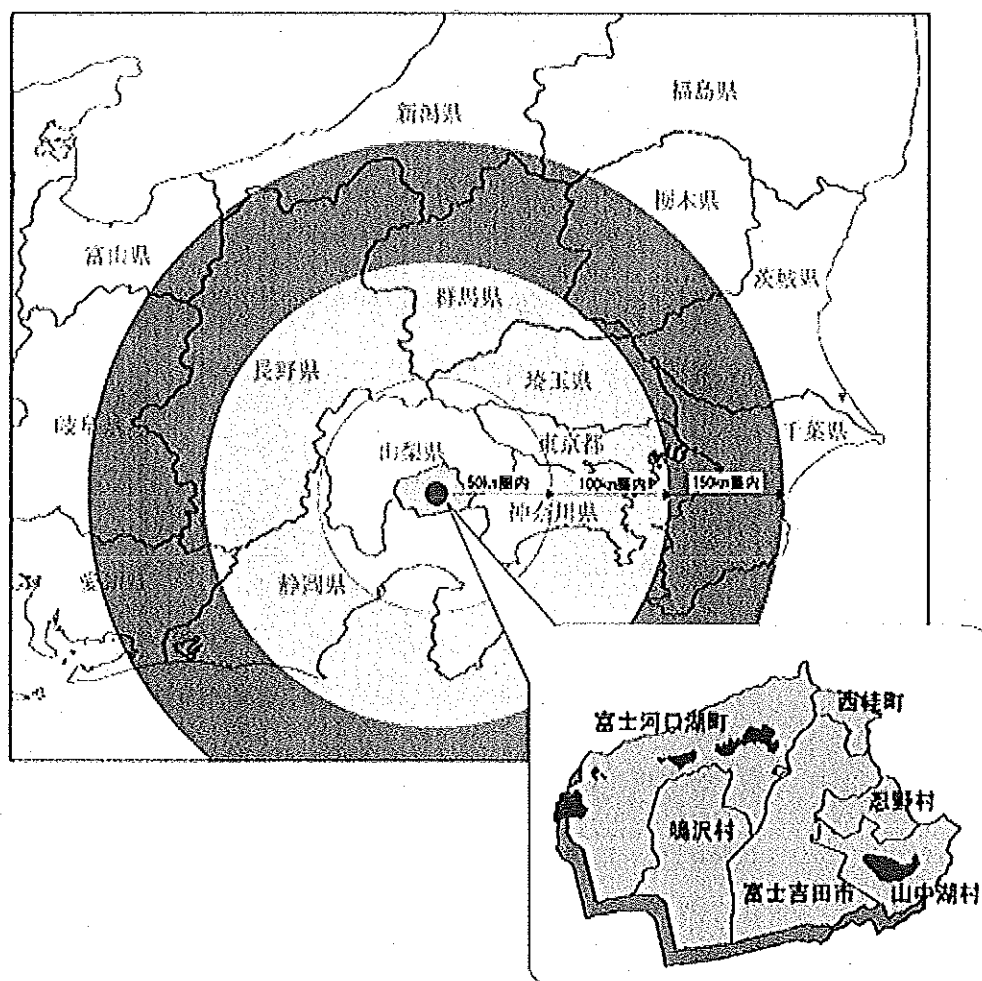 新潟県
福島県
栃木県
富山県
茨城県
群馬県
長野県
埼玉県
岐阜県
山梨県
東京都
千葉県
50km圏内
100km圏内
150km圏内
神奈川県
静岡県
愛知県
西桂町
富士河口湖町
忍野村
鳴沢村
富士吉田市
山中湖村